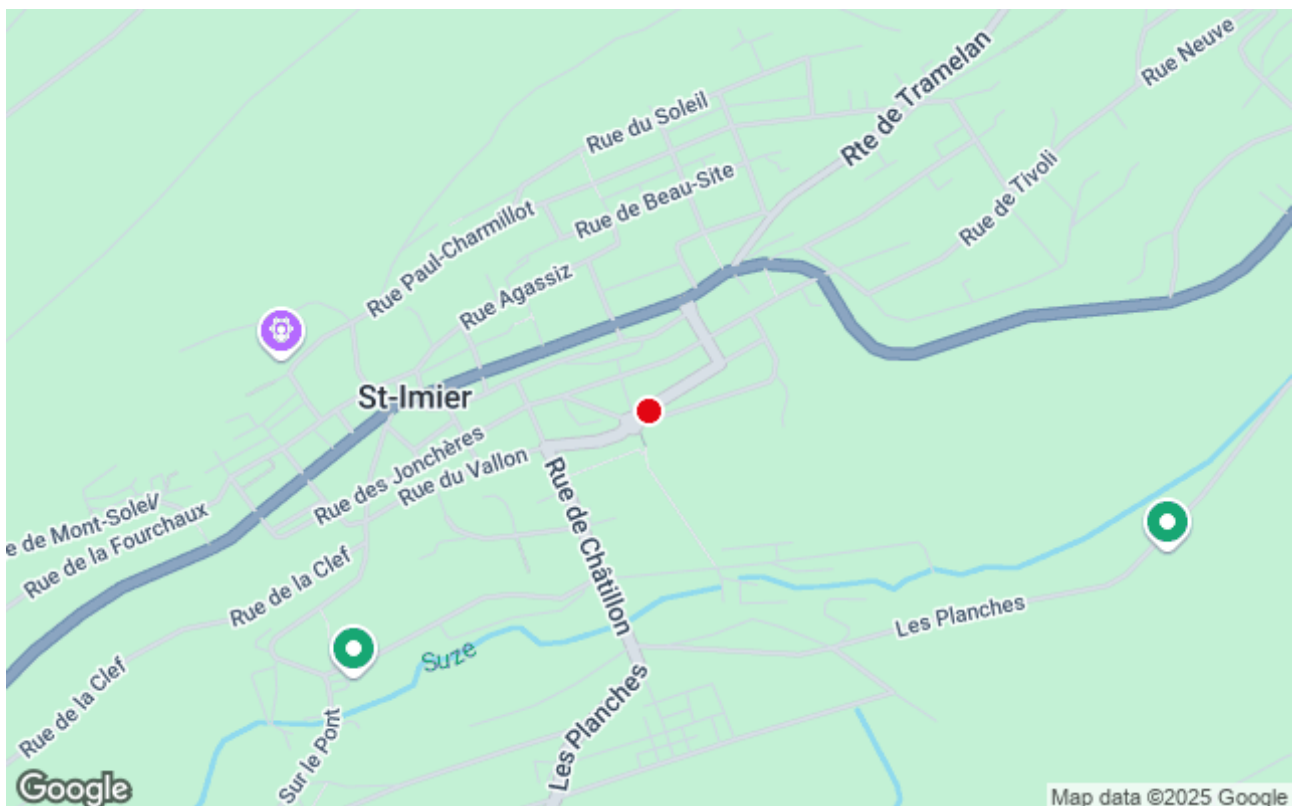 Rue Neuve
Rte de Tramelan
Rue du Soleil
Rue de Tivoli
Rue de Beau-Site
Rue Paul-Charmillot
Rue Agassiz
St-Imier
Rue des Jonchères
Rue du Vallon
e de Mont-Soleil
Rue de la Fourchaux
Rue de Châtillon
Rue de la Clef
Les Planches
Suze
Rue de la Clef
Sur le Pont
Les Planches
Google
Map data ©2025 Google